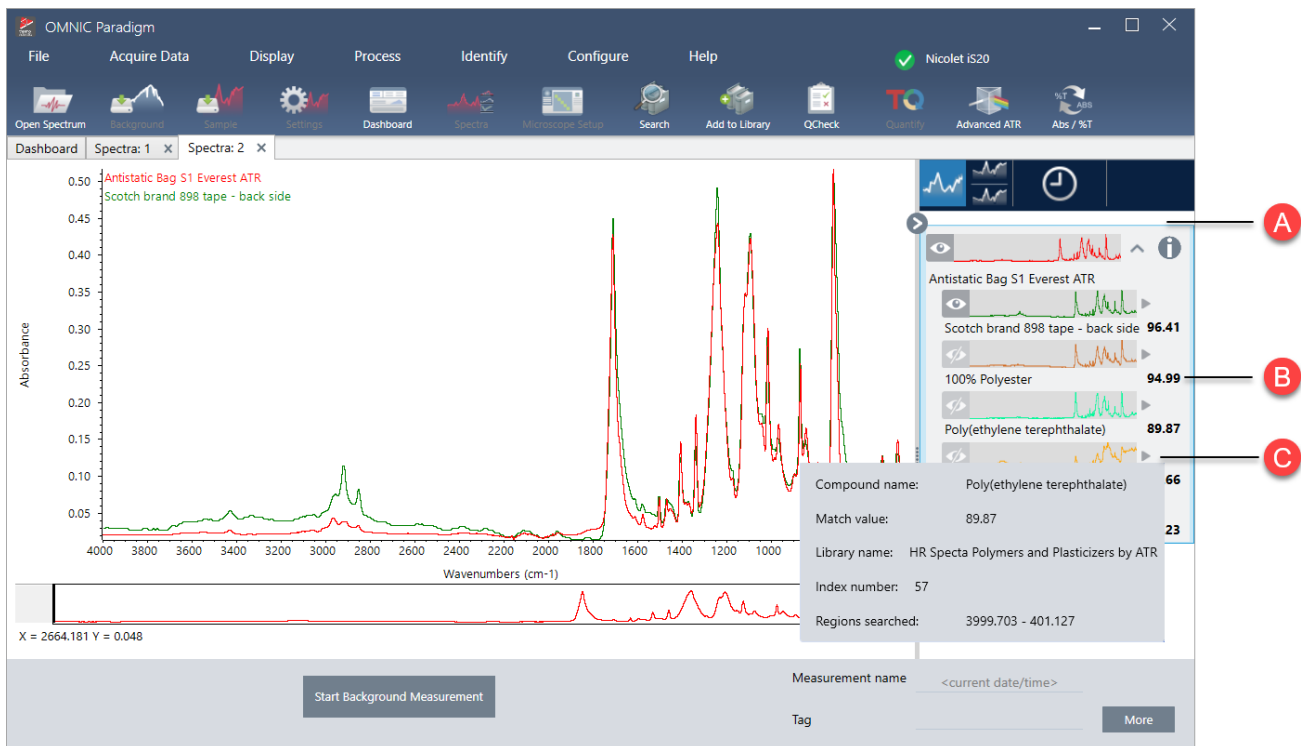 OMNIC Paradigm
File Acquire Data Display Process Identify Configure Help Nicolet iS20
%T ABS
TQ
Open Spectrum Background Sample Settings Dashboard Spectra Microscope Setup Search Add to Library QCheck Quantify Advanced ATR Abs / %T
Dashboard Spectra: 1 Spectra: 2
Antistatic Bag S1 Everest ATR
Scotch brand 898 tape - back side
0.50
0.45
0.40
0.35
0.30
0.25
0.20
0.15
0.10
0.05
Absorbance
4000 3800 3600 3400 3200 3000 2800 2600 2400 2200 2000 1800 1600 1400 1200 1000
Wavenumbers (cm-1)
X = 2664.181 Y = 0.048
A
Antistatic Bag S1 Everest ATR
Scotch brand 898 tape - back side 96.41
100% Polyester 94.99
B
Poly(ethylene terephthalate) 89.87
C
66
23
Compound name: Poly(ethylene terephthalate)
Match value: 89.87
Library name: HR Specta Polymers and Plasticizers by ATR
Index number: 57
Regions searched: 3999.703 - 401.127
Start Background Measurement
Measurement name <current date/time>
Tag
More